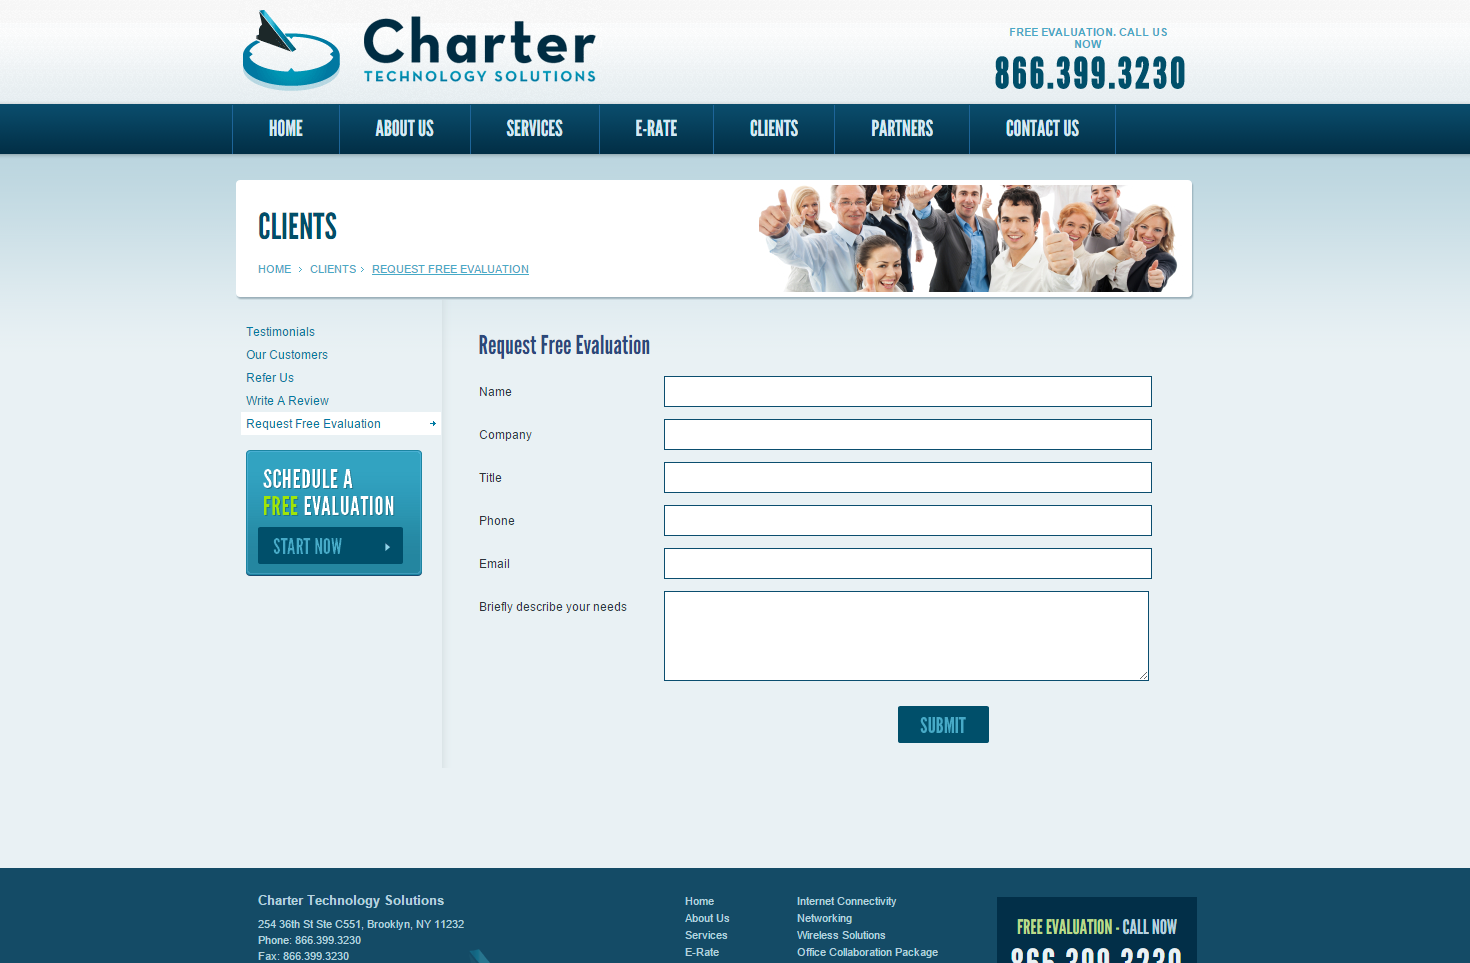 Charter
TECHNOLOGY SOLUTIONS
FREE EVALUATION. CALL US
NOW
866.399.3230
HOME
ABOUT US
SERVICES
E-RATE
CLIENTS
PARTNERS
CONTACT US
CLIENTS
HOME
CLIENTS
REQUEST FREE EVALUATION
Testimonials
Our Customers
Refer Us
Write A Review
Request Free Evaluation
SCHEDULE A
FREE EVALUATION
START NOW
Request Free Evaluation
Name
Company
Title
Phone
Email
Briefly describe your needs
SUBMIT
Charter Technology Solutions
254 36th St Ste C551, Brooklyn, NY 11232
Phone: 866.399.3230
Fax: 866.399.3230
Home
About Us
Services
E-Rate
Internet Connectivity
Networking
Wireless Solutions
Office Collaboration Package
FREE EVALUATION - CALL NOW
866.399.3230